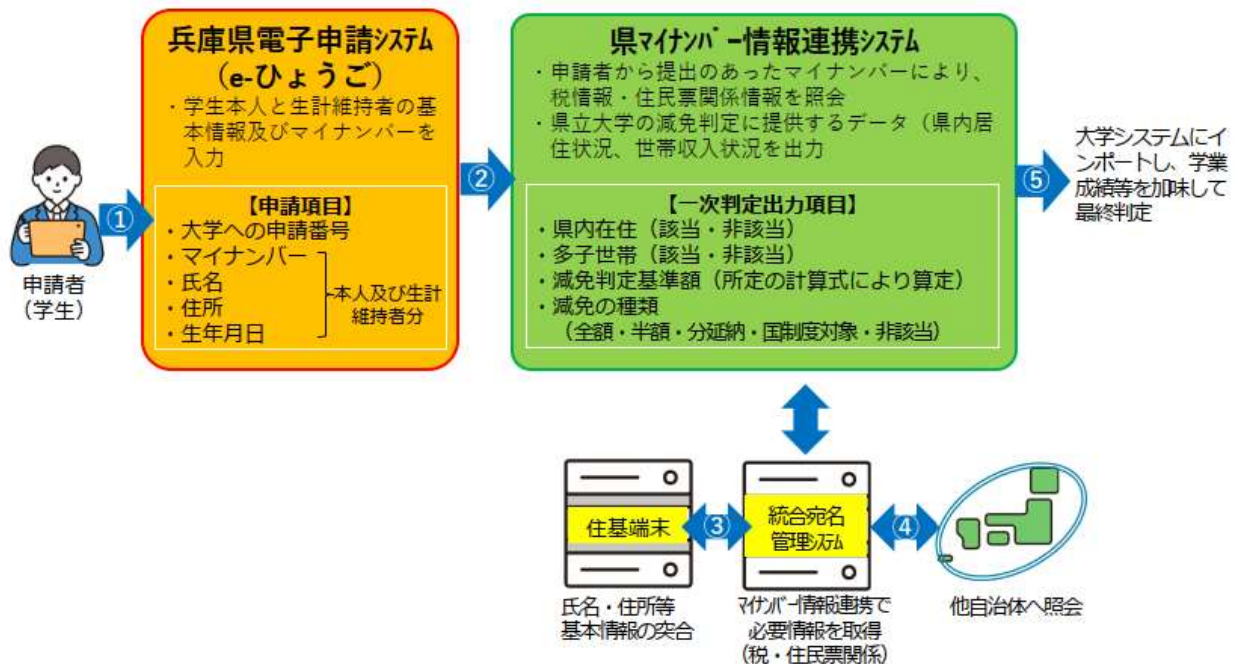 兵庫県電子申請システム
（e-ひょうご）
・学生本人と生計維持者の基
本情報及びマイナンバーを
入力
【申請項目】
・大学への申請番号
・マイナンバー
・氏名
・住所
・生年月日
本人及び生計
維持者分
申請者
（学生）
①
②
県マイナンバー情報連携システム
・申請者から提出のあったマイナンバーにより、
税情報・住民票関係情報を照会
・県立大学の減免判定に提供するデータ（県内居
住状況、世帯収入状況を出力
【一次判定出力項目】
・県内在住（該当・非該当）
・多子世帯（該当・非該当）
・減免判定基準額（所定の計算式により算定）
・減免の種類
（全額・半額・分延納・国制度対象・非該当）
⑤
大学システムにイ
ンポートし、学業
成績等を加味して
最終判定
住基端末
③
統合宛名
管理システム
④
氏名・住所等
基本情報の突合
マイナンバー情報連携で
必要情報を取得
（税・住民票関係）
他自治体へ照会